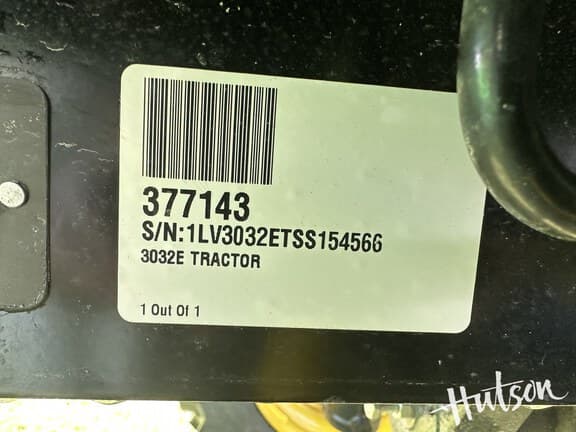 377143
S/N:1LV3032ETSS154566
3032E TRACTOR
1 Out Of 1
Hutson